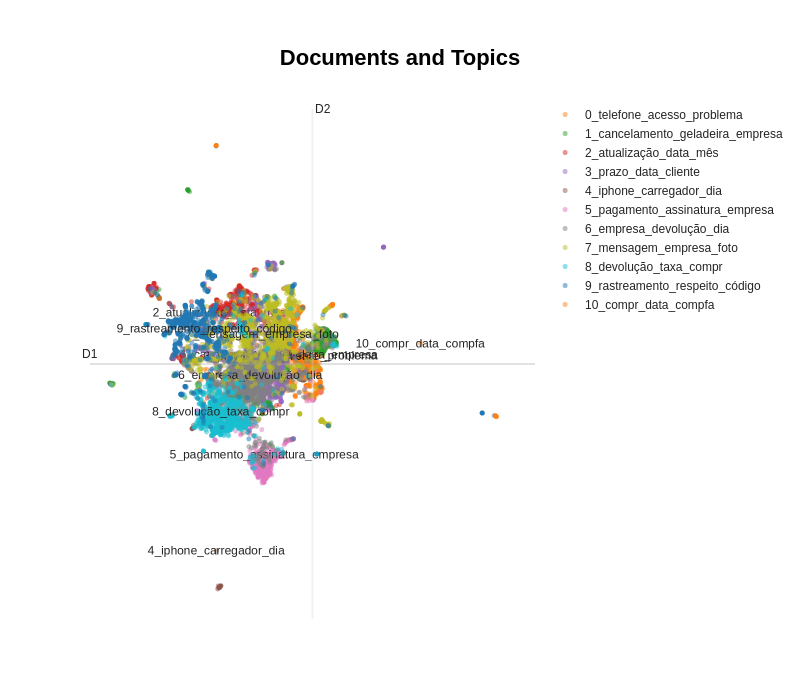 Documents and Topics
D2
0_telefone_acesso_problema
1_cancelamento_geladeira_empresa
2_atualização_data_mês
3_prazo_data_cliente
4_iphone_carregador_dia
5_pagamento_assinatura_empresa
6_empresa_devolução_dia
7_mensagem_empresa_foto
8_devolução_taxa_compr
9_rastreamento_respeito_código
10_compr_data_compfa
9_rastreamento_respeito_código
10_compr_data_compfa
D1
6_empresa_devolução_dia
8_devolução_taxa_compr
5_pagamento_assinatura_empresa
4_iphone_carregador_dia